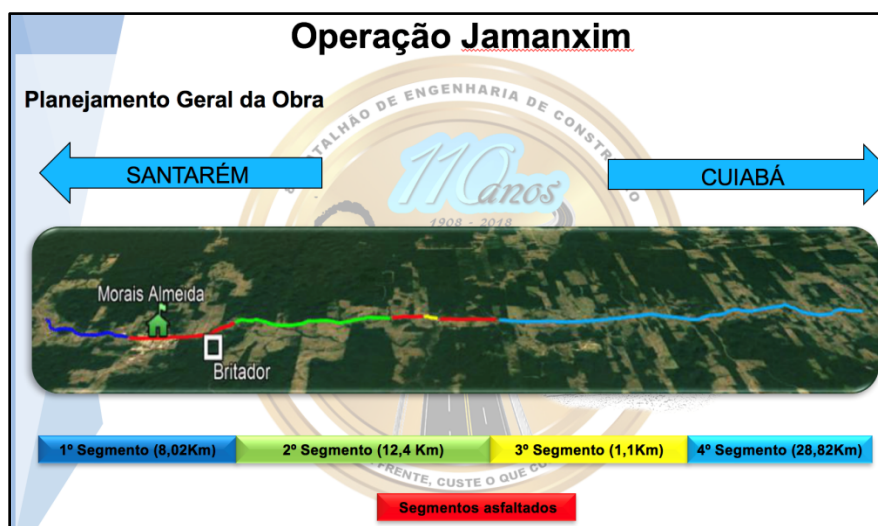 Operação Jamanxim
Planejamento Geral da Obra
BATALHÃO DE ENGENHARIA DE CONSTRUÇÃO
SANTARÉM
CUIABÁ
110 anos
1908 - 2018
Morais Almeida
Britador
1º Segmento (8,02Km)
2º Segmento (12,4 Km)
3º Segmento (1,1Km)
4º Segmento (28,82Km)
FRENTE, CUSTE O QUE
Segmentos asfaltados